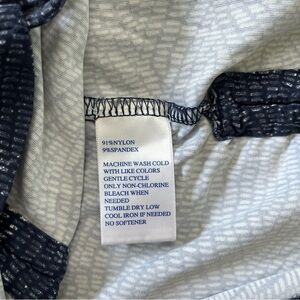 91%NYLON
9%SPANDEX
MACHINE WASH COLD
WITH LIKE COLORS
GENTLE CYCLE
ONLY NON-CHLORINE
BLEACH WHEN
NEEDED
TUMBLE DRY LOW
COOL IRON IF NEEDED
NO SOFTENER